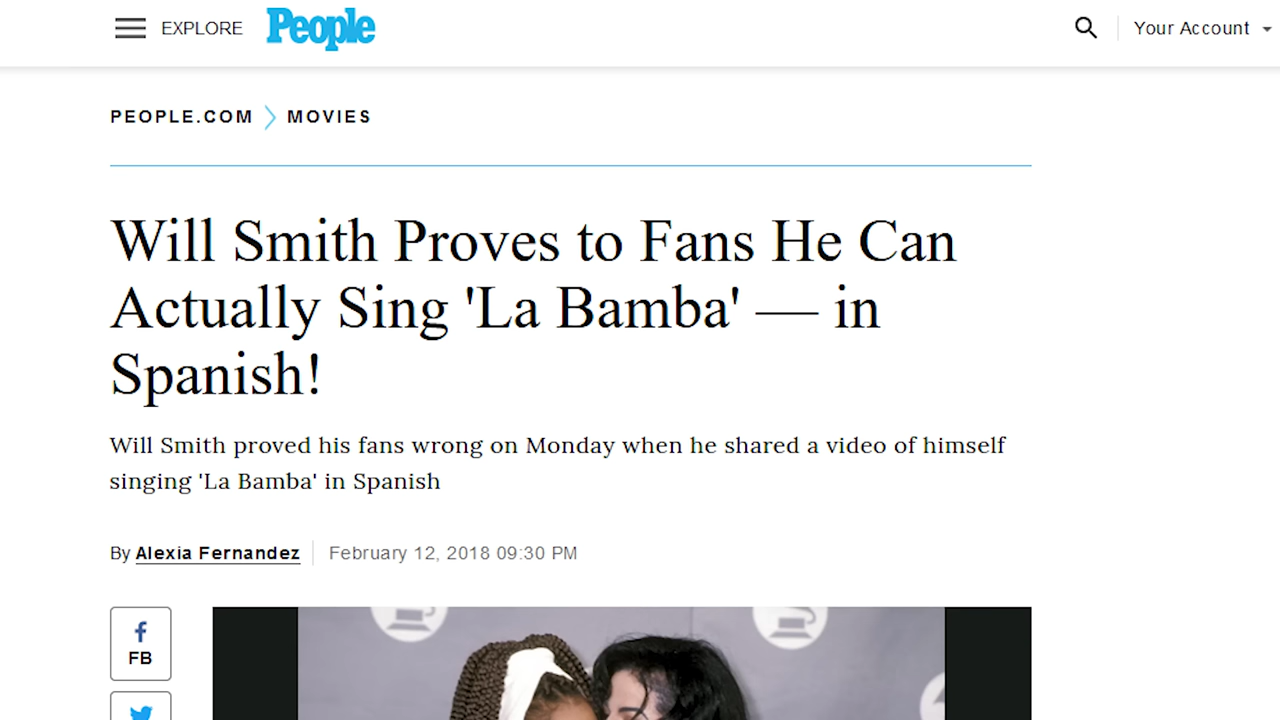 EXPLORE People Your Account
PEOPLE.COM MOVIES
Will Smith Proves to Fans He Can
Actually Sing 'La Bamba' — in
Spanish!
Will Smith proved his fans wrong on Monday when he shared a video of himself
singing 'La Bamba' in Spanish
By Alexia Fernandez February 12, 2018 09:30 PM
FB